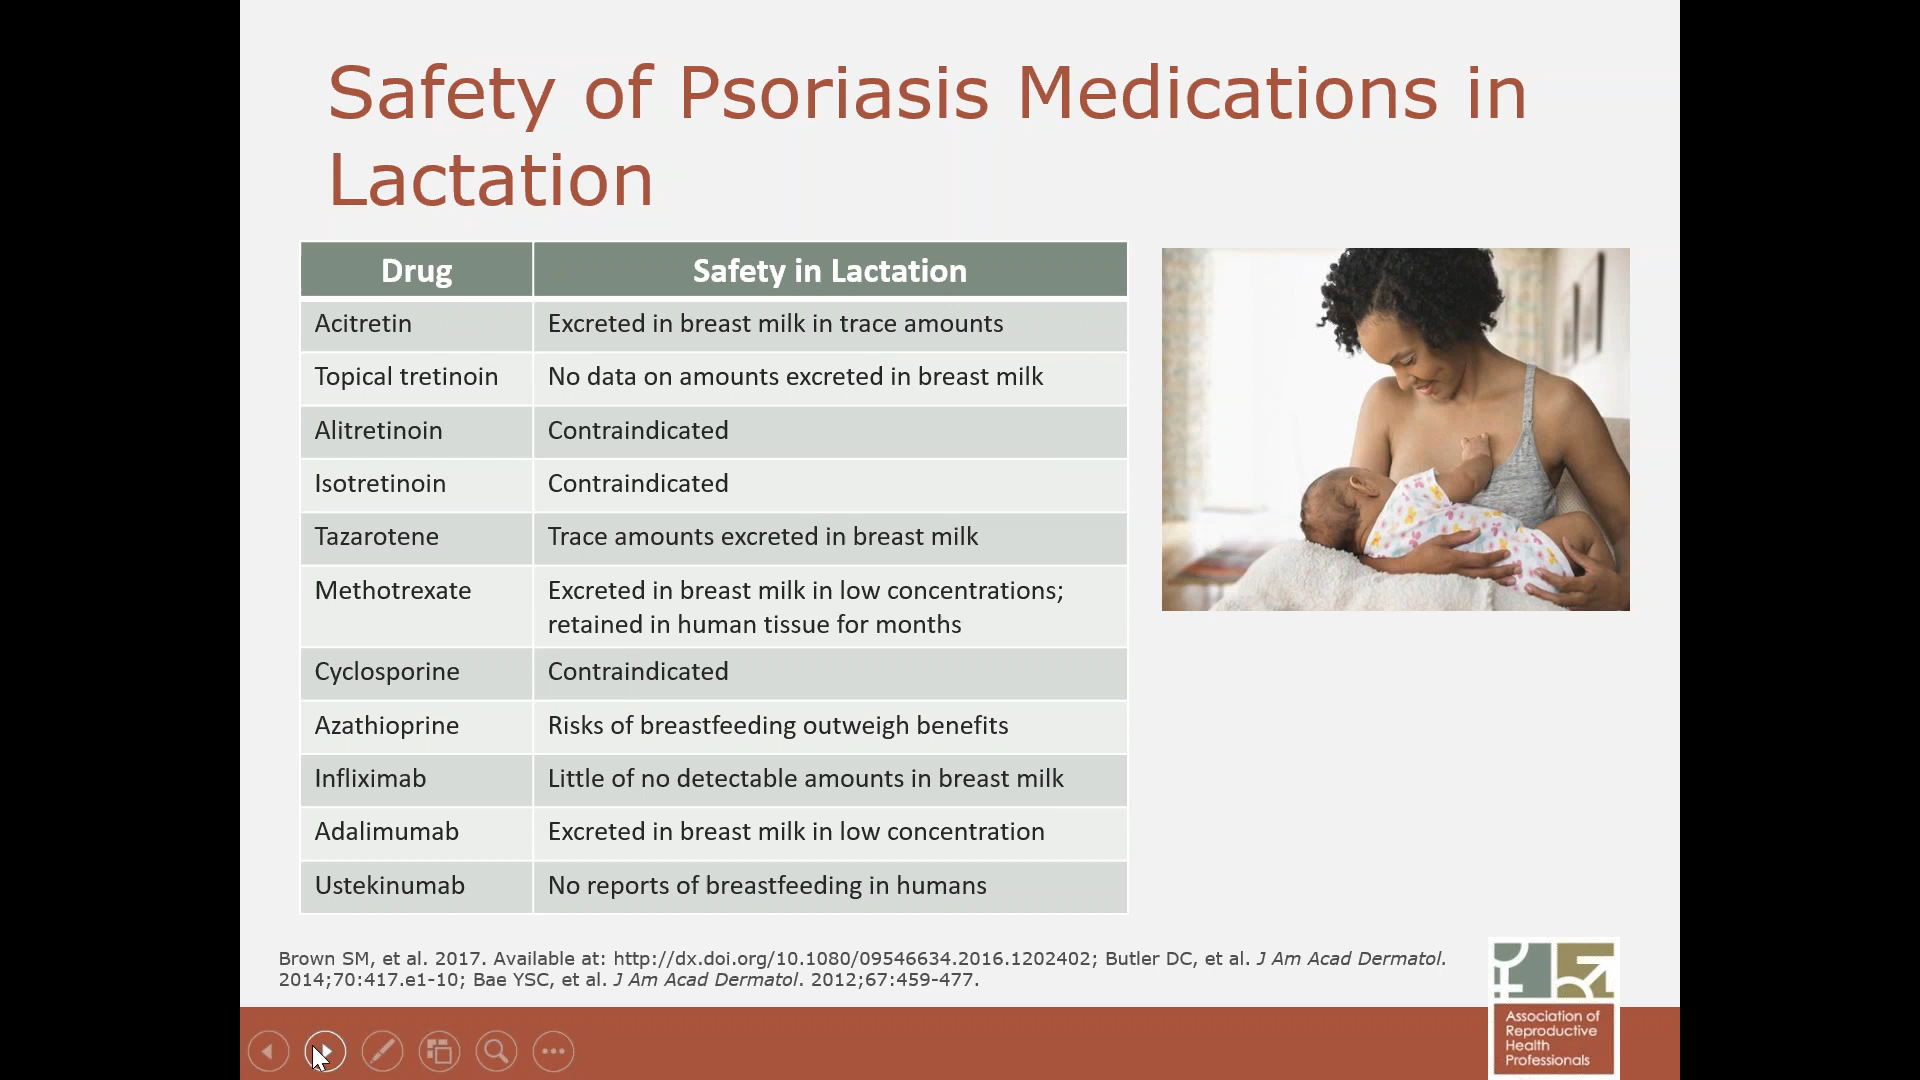 Safety of Psoriasis Medications in
Lactation
Drug Safety in Lactation
Acitretin Excreted in breast milk in trace amounts
Topical tretinoin No data on amounts excreted in breast milk
Alitretinoin Contraindicated
Isotretinoin Contraindicated
Tazarotene Trace amounts excreted in breast milk
Methotrexate Excreted in breast milk in low concentrations;
retained in human tissue for months
Cyclosporine Contraindicated
Azathioprine Risks of breastfeeding outweigh benefits
Infliximab Little of no detectable amounts in breast milk
Adalimumab Excreted in breast milk in low concentration
Ustekinumab No reports of breastfeeding in humans
Brown SM, et al. 2017. Available at: http://dx.doi.org/10.1080/09546634.2016.1202402; Butler DC, et al. J Am Acad Dermatol.
2014;70:417.e1-10; Bae YSC, et al. J Am Acad Dermatol. 2012;67:459-477.
Association of
Reproductive
Health
Professionals